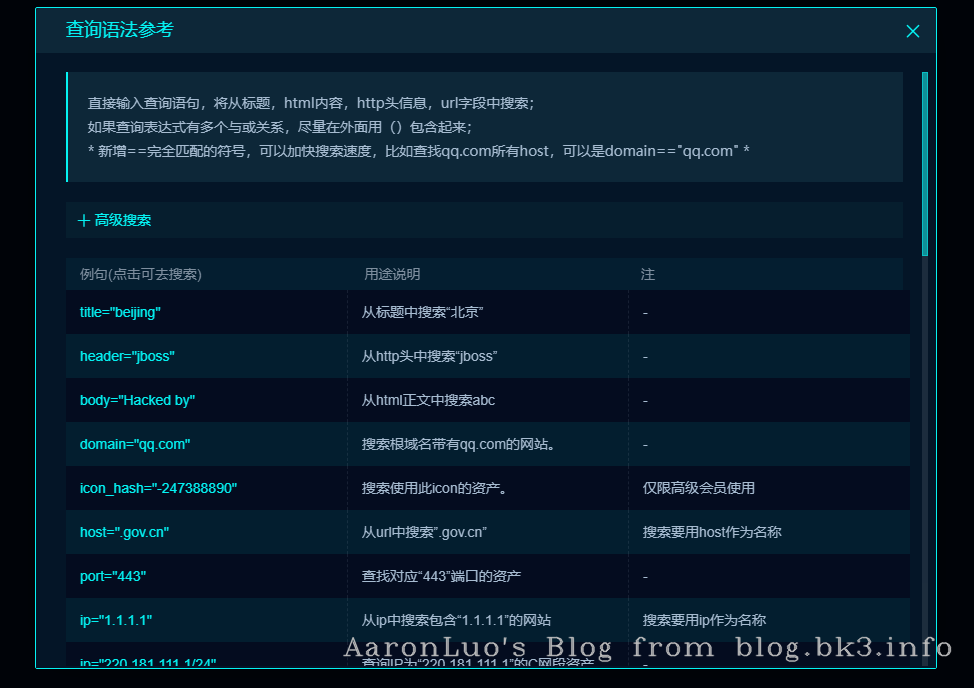 查询语法参考
直接输入查询语句，将从标题，html内容，http头信息，url字段中搜索；
如果查询表达式有多个与或关系，尽量在外面用（）包含起来；
* 新增==完全匹配的符号，可以加快搜索速度，比如查找qq.com所有host，可以是domain=="qq.com" *
高级搜索
例句(点击可去搜索) 用途说明 注
title="beijing" 从标题中搜索“北京” -
header="jboss" 从http头中搜索“jboss” -
body="Hacked by" 从html正文中搜索abc -
domain="qq.com" 搜索根域名带有qq.com的网站。 -
icon_hash="-247388890" 搜索使用此icon的资产。 仅限高级会员使用
host=".gov.cn" 从url中搜索”.gov.cn” 搜索要用host作为名称
port="443" 查找对应“443”端口的资产 -
ip="1.1.1.1" 从ip中搜索包含“1.1.1.1”的网站 搜索要用ip作为名称
ip="220.181.111.1/24" 查询IP为“220.181.111.1”的C网段资产 -
AaronLuo's Blog from blog.bk3.info